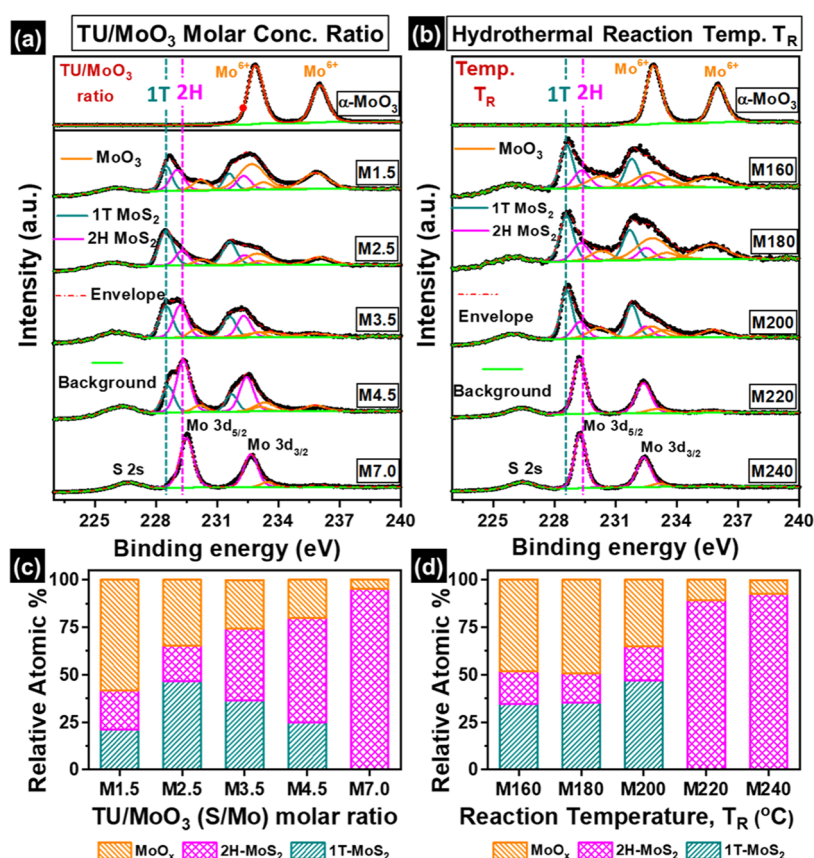 (a)
TU/MoO₃ Molar Conc. Ratio
TU/MoO₃
ratio
1T
2H
Mo⁶⁺
Mo⁶⁺
α-MoO₃
MoO₃
M1.5
1T MoS₂
2H MoS₂
M2.5
Envelope
M3.5
Background
M4.5
Mo 3d₅/₂
Mo 3d₃/₂
S 2s
M7.0
Intensity (a.u.)
225 228 231 234 237 240
Binding energy (eV)
(b)
Hydrothermal Reaction Temp. T_R
Temp.
T_R
1T
2H
Mo⁶⁺
Mo⁶⁺
α-MoO₃
MoO₃
M160
1T MoS₂
2H MoS₂
M180
Envelope
M200
Background
M220
Mo 3d₅/₂
Mo 3d₃/₂
S 2s
M240
Intensity (a.u.)
225 228 231 234 237 240
Binding energy (eV)
(c)
Relative Atomic %
100
75
50
25
0
M1.5 M2.5 M3.5 M4.5 M7.0
TU/MoO₃ (S/Mo) molar ratio
MoOₓ 2H-MoS₂ 1T-MoS₂
(d)
Relative Atomic %
100
75
50
25
0
M160 M180 M200 M220 M240
Reaction Temperature, T_R (°C)
MoOₓ 2H-MoS₂ 1T-MoS₂